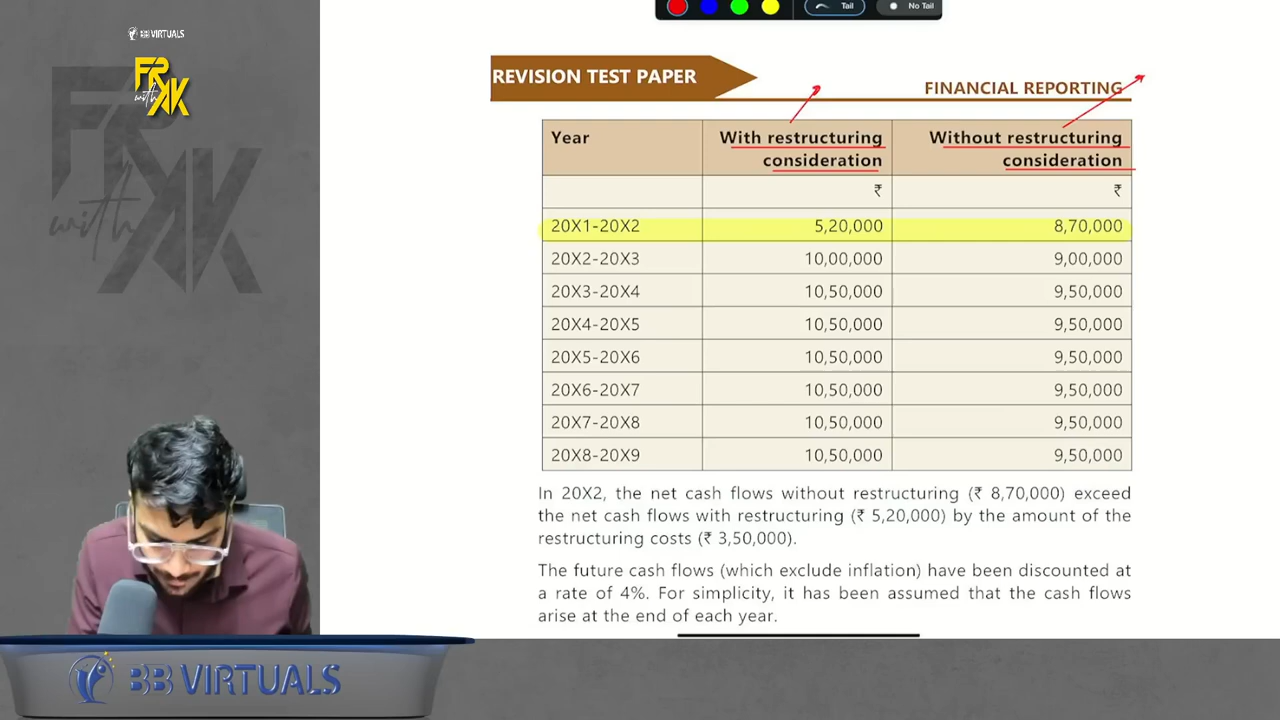 Tail
No Tail
BB VIRTUALS
FR
with
AK
FR
with
AK
REVISION TEST PAPER
FINANCIAL REPORTING
Year With restructuring consideration Without restructuring consideration
₹ ₹
20X1-20X2 5,20,000 8,70,000
20X2-20X3 10,00,000 9,00,000
20X3-20X4 10,50,000 9,50,000
20X4-20X5 10,50,000 9,50,000
20X5-20X6 10,50,000 9,50,000
20X6-20X7 10,50,000 9,50,000
20X7-20X8 10,50,000 9,50,000
20X8-20X9 10,50,000 9,50,000
In 20X2, the net cash flows without restructuring (₹ 8,70,000) exceed
the net cash flows with restructuring (₹ 5,20,000) by the amount of the
restructuring costs (₹ 3,50,000).
The future cash flows (which exclude inflation) have been discounted at
a rate of 4%. For simplicity, it has been assumed that the cash flows
arise at the end of each year.
BB VIRTUALS